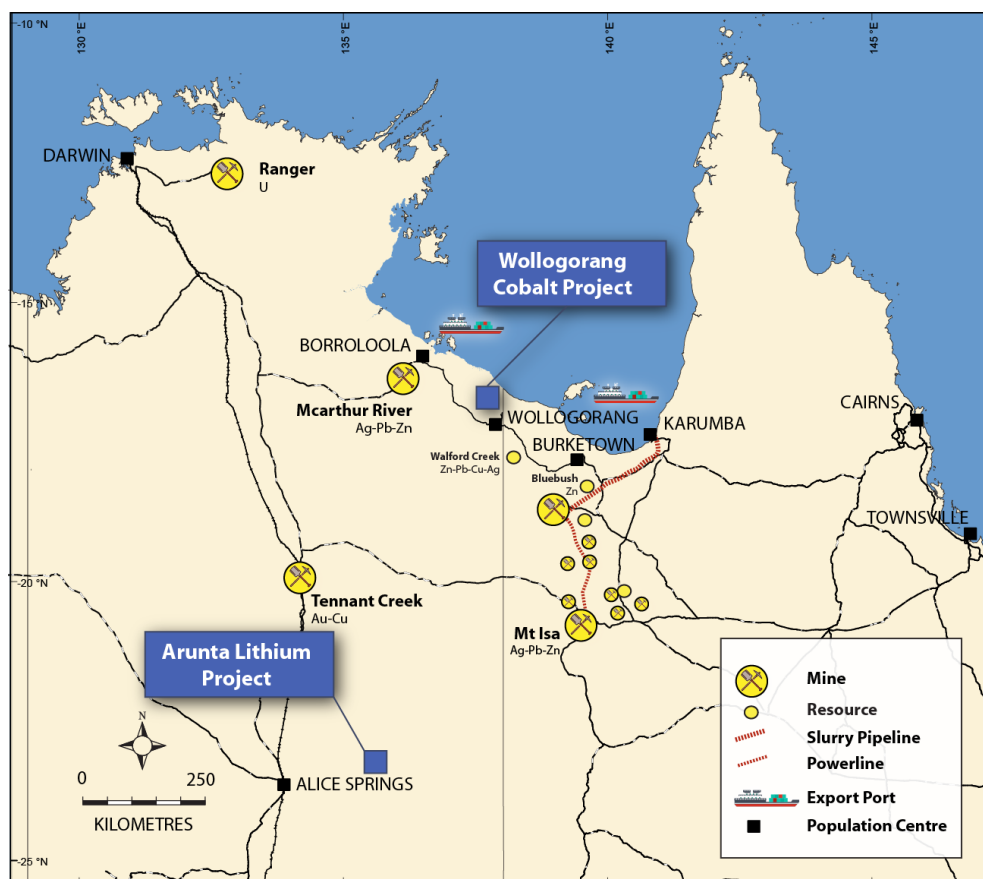 -10 °N
130 °E
135 °E
140 °E
145 °E
DARWIN
Ranger
U
Wollogorang
Cobalt Project
-15 °N
BORROLOOLA
Mcarthur River
Ag-Pb-Zn
WOLLOGORANG
KARUMBA
CAIRNS
BURKETOWN
Walford Creek
Zn-Pb-Cu-Ag
Bluebush
Zn
TOWNSVILLE
-20 °N
Tennant Creek
Au-Cu
Mt Isa
Ag-Pb-Zn
Arunta Lithium
Project
N
0 250
KILOMETRES
ALICE SPRINGS
-25 °N
Mine
Resource
Slurry Pipeline
Powerline
Export Port
Population Centre